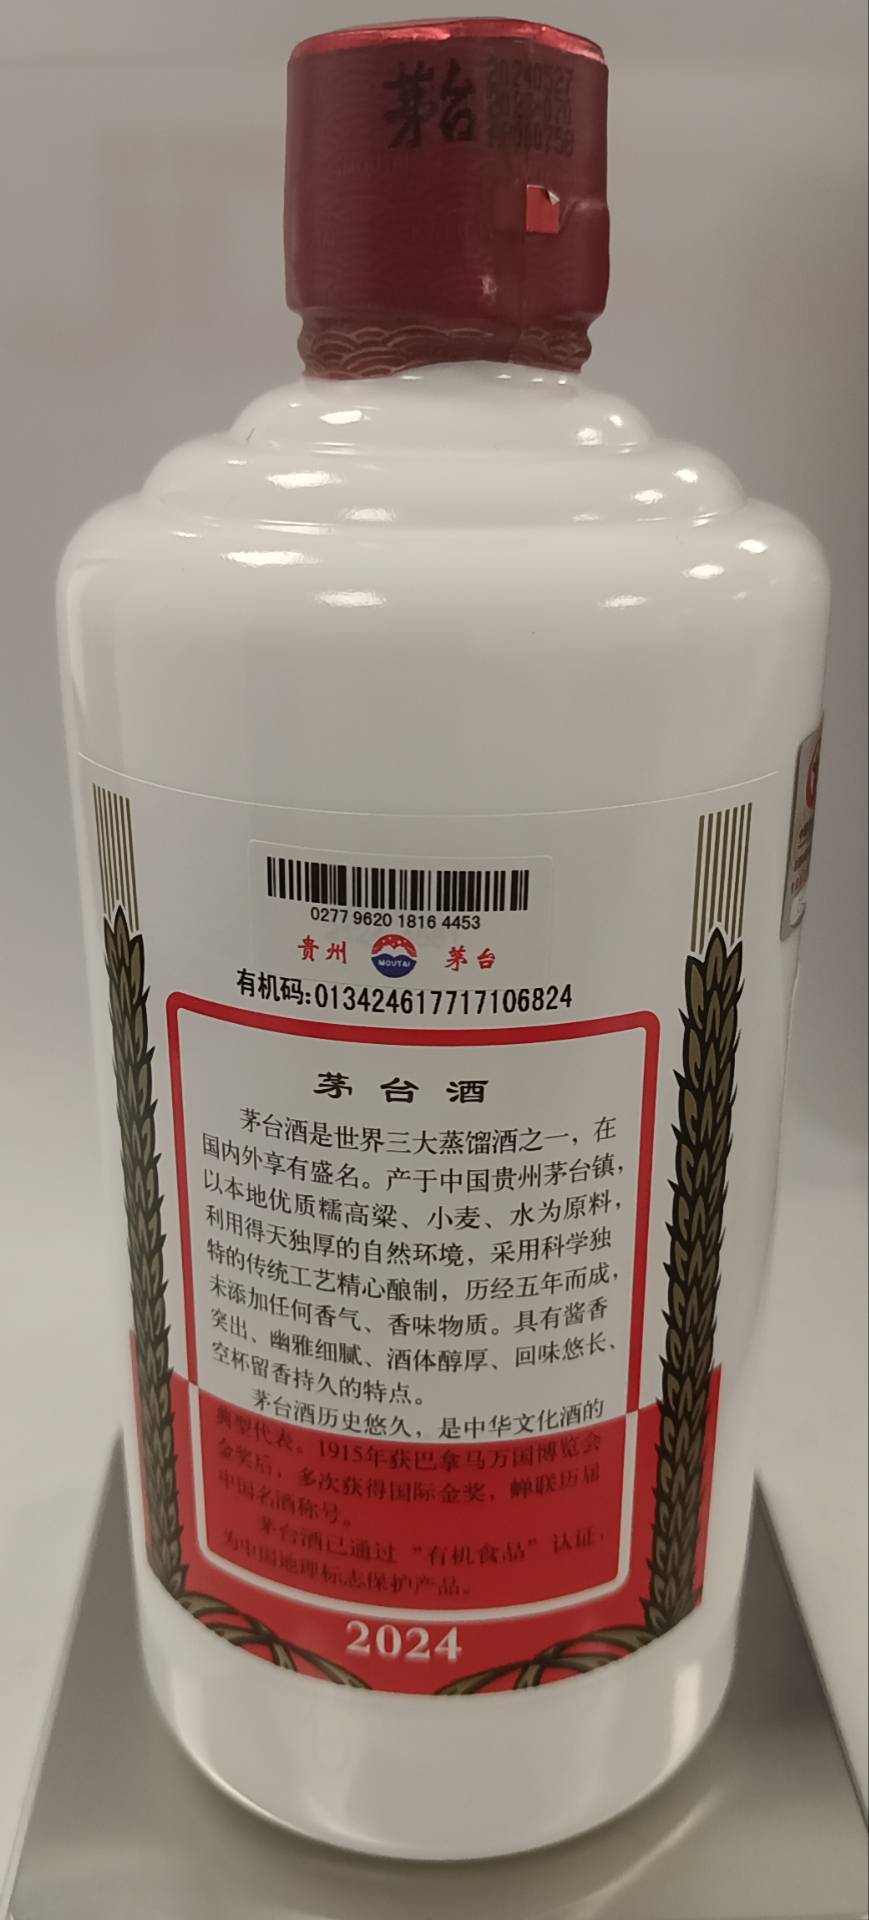 茅台
20240527
0277 9620 1816 4453
贵州 MOUTAI 茅台
有机码:013424617717106824
茅台酒
茅台酒是世界三大蒸馏酒之一，在
国内外享有盛名。产于中国贵州茅台镇，
以本地优质糯高粱、小麦、水为原料，
利用得天独厚的自然环境，采用科学独
特的传统工艺精心酿制，历经五年而成，
未添加任何香气、香味物质。具有酱香
突出、幽雅细腻、酒体醇厚、回味悠长、
空杯留香持久的特点。
茅台酒历史悠久，是中华文化酒的
典型代表。1915年获巴拿马万国博览会
金奖后，多次获得国际金奖，蝉联历届
中国名酒称号。
茅台酒已通过“有机食品”认证，
为中国地理标志保护产品。
2024